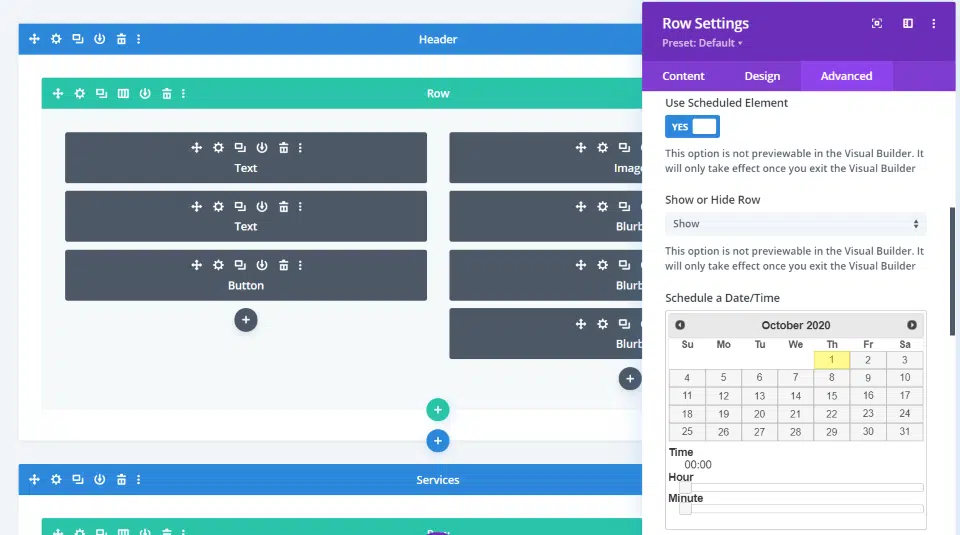 Header
Row
Text
Text
Button
Imag
Blurb
Blurb
Blurb
Services
Row Settings
Preset: Default
Content Design Advanced
Use Scheduled Element
YES
This option is not previewable in the Visual Builder. It
will only take effect once you exit the Visual Builder
Show or Hide Row
Show
This option is not previewable in the Visual Builder. It
will only take effect once you exit the Visual Builder
Schedule a Date/Time
October 2020
Su Mo Tu We Th Fr Sa
1 2 3
4 5 6 7 8 9 10
11 12 13 14 15 16 17
18 19 20 21 22 23 24
25 26 27 28 29 30 31
Time
00:00
Hour
Minute